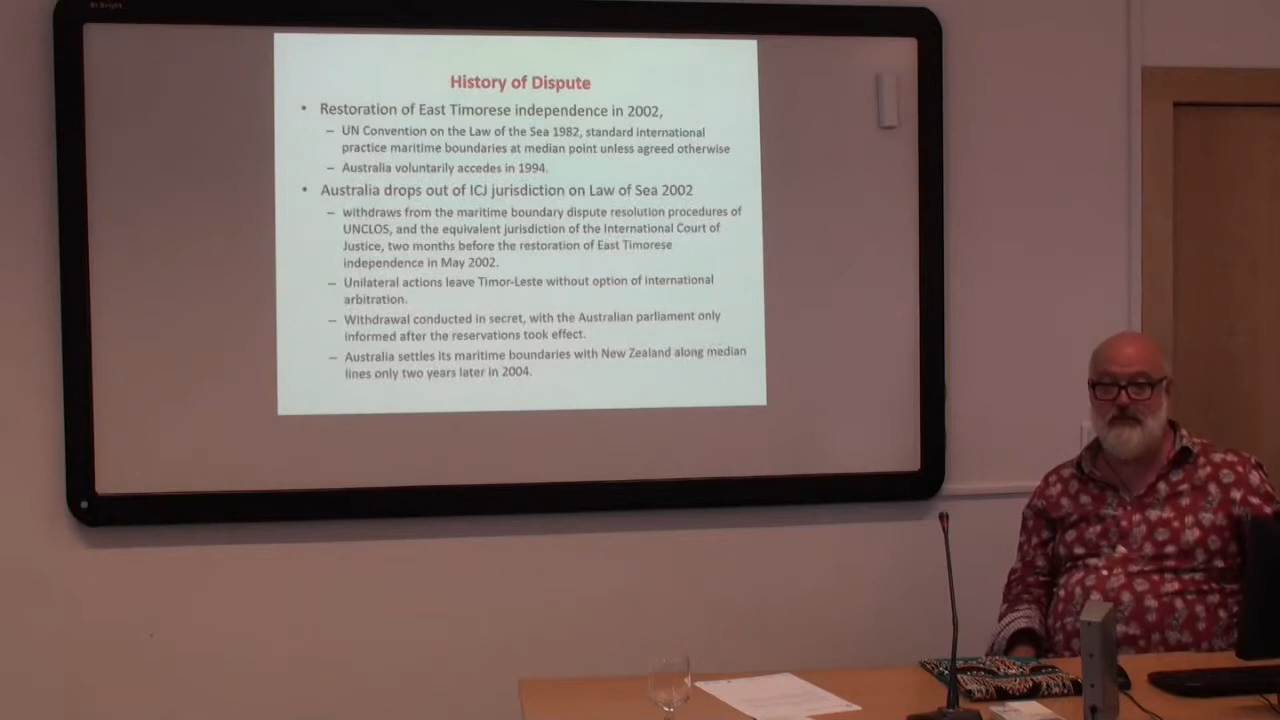 History of Dispute
• Restoration of East Timorese independence in 2002,
– UN Convention on the Law of the Sea 1982, standard international
practice maritime boundaries at median point unless agreed otherwise
– Australia voluntarily accedes in 1994.
• Australia drops out of ICJ jurisdiction on Law of Sea 2002
– withdraws from the maritime boundary dispute resolution procedures of
UNCLOS, and the equivalent jurisdiction of the International Court of
Justice, two months before the restoration of East Timorese
independence in May 2002.
– Unilateral actions leave Timor-Leste without option of international
arbitration.
– Withdrawal conducted in secret, with the Australian parliament only
informed after the reservations took effect.
– Australia settles its maritime boundaries with New Zealand along median
lines only two years later in 2004.